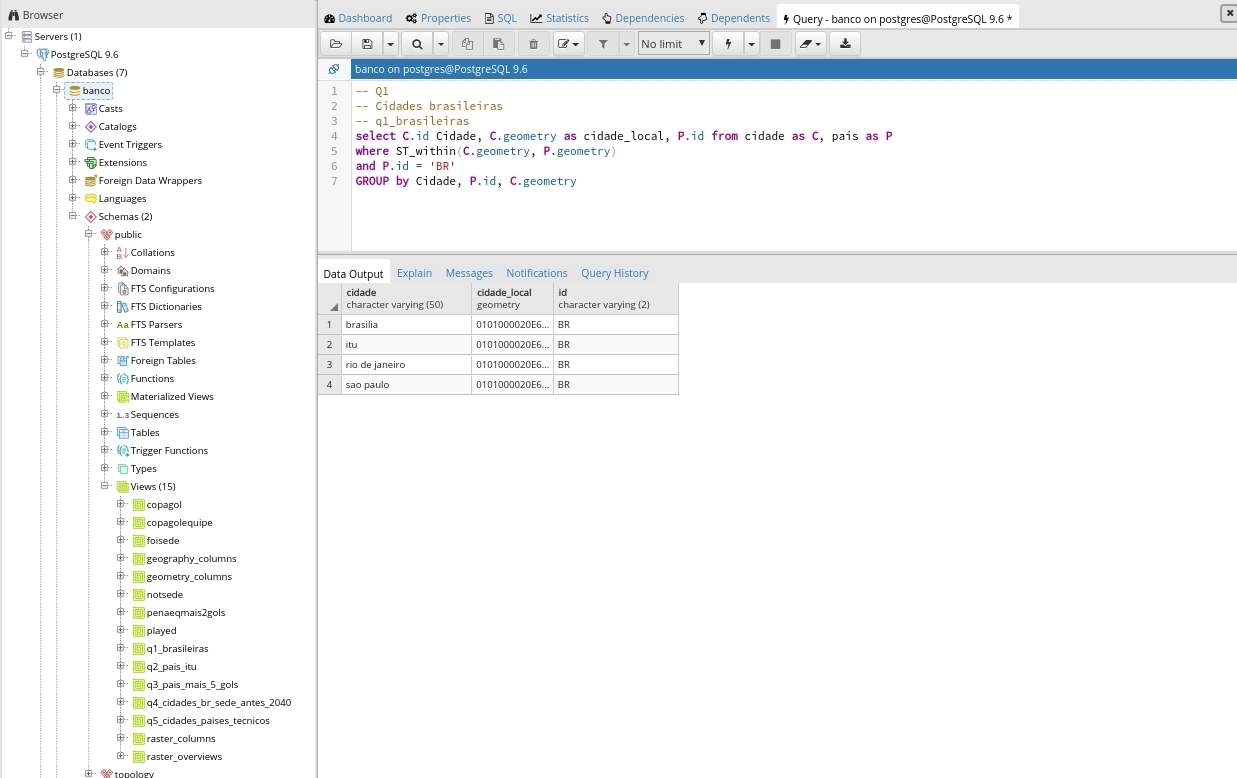 Browser
Servers (1)
PostgreSQL 9.6
Databases (7)
banco
Casts
Catalogs
Event Triggers
Extensions
Foreign Data Wrappers
Languages
Schemas (2)
public
Collations
Domains
FTS Configurations
FTS Dictionaries
Aa FTS Parsers
FTS Templates
Foreign Tables
Functions
Materialized Views
1..3 Sequences
Tables
Trigger Functions
Types
Views (15)
copagol
copagolequipe
foisede
geography_columns
geometry_columns
notsede
penaeqmais2gols
played
q1_brasileiras
q2_pais_itu
q3_pais_mais_5_gols
q4_cidades_br_sede_antes_2040
q5_cidades_paises_tecnicos
raster_columns
raster_overviews
topology
Dashboard Properties SQL Statistics Dependencies Dependents Query - banco on postgres@PostgreSQL 9.6 *
No limit
banco on postgres@PostgreSQL 9.6
1 -- Q1
2 -- Cidades brasileiras
3 -- q1_brasileiras
4 select C.id Cidade, C.geometry as cidade_local, P.id from cidade as C, pais as P
5 where ST_within(C.geometry, P.geometry)
6 and P.id = 'BR'
7 GROUP by Cidade, P.id, C.geometry
Data Output Explain Messages Notifications Query History
cidade cidade_local id
character varying (50) geometry character varying (2)
1 brasilia 0101000020E6... BR
2 itu 0101000020E6... BR
3 rio de janeiro 0101000020E6... BR
4 sao paulo 0101000020E6... BR